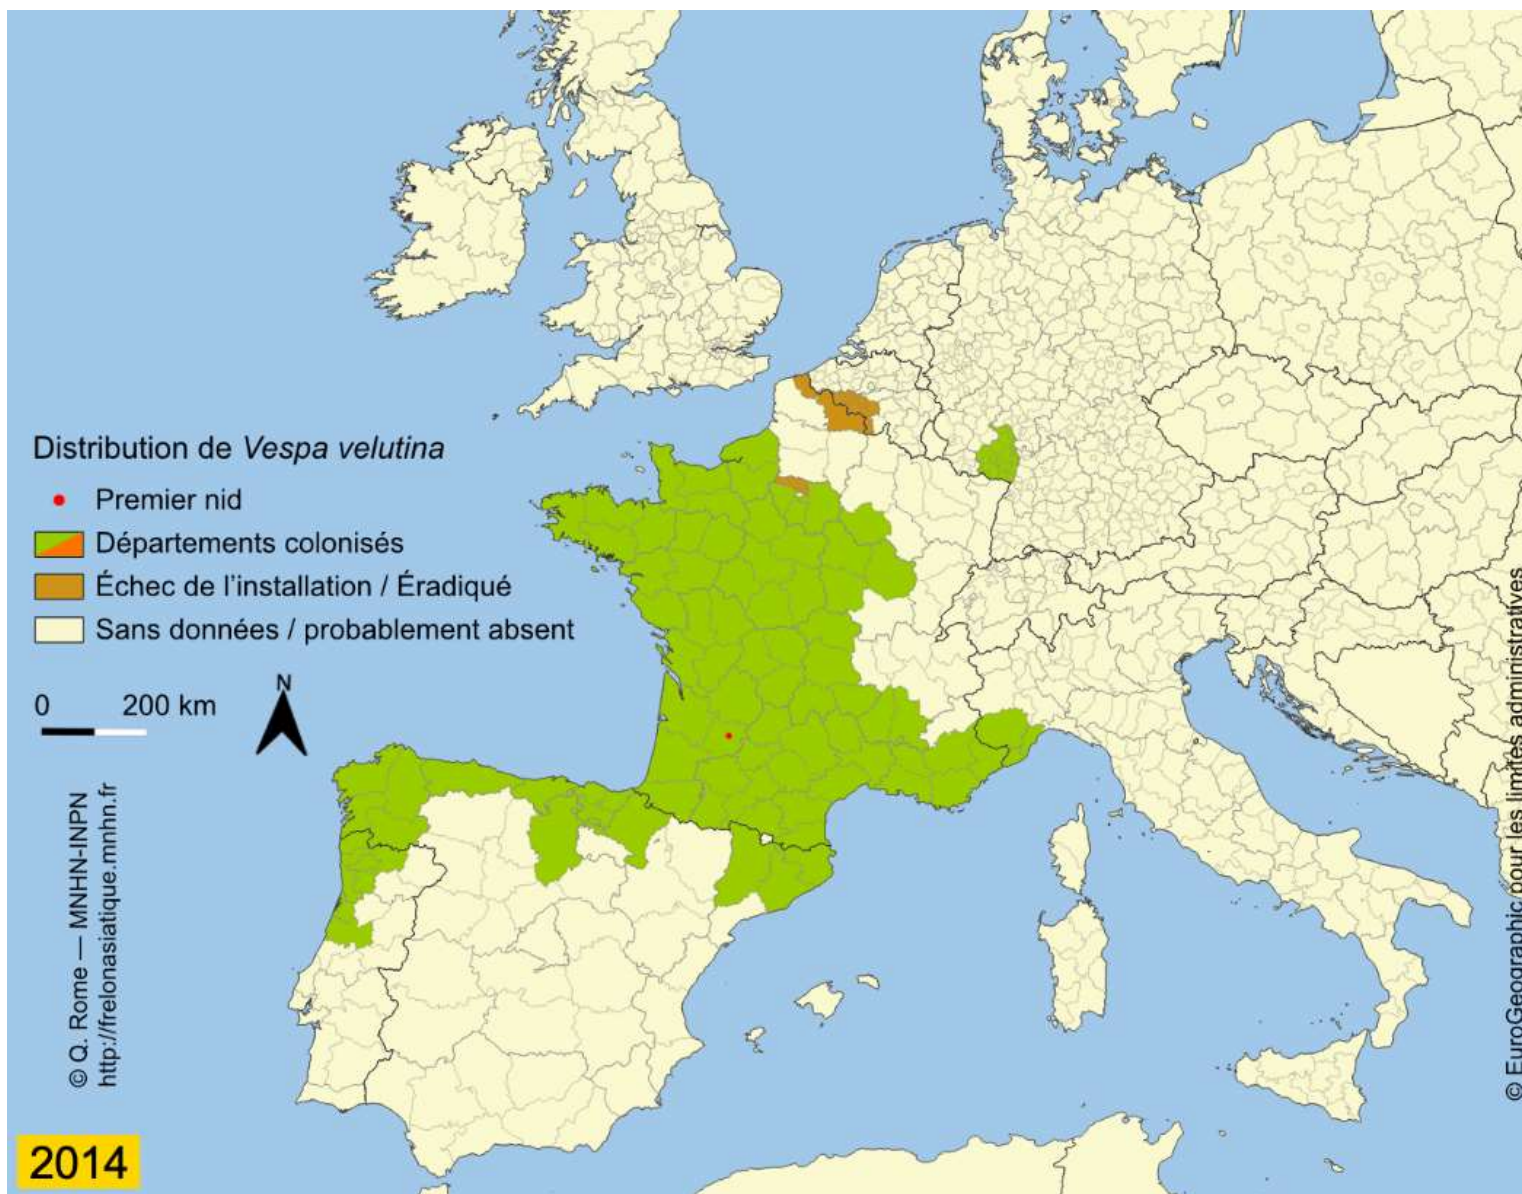 Distribution de Vespa velutina
Premier nid
Départements colonisés
Échec de l'installation / Éradiqué
Sans données / probablement absent
0 200 km
N
© Q. Rome — MNHN-INPN
http://frelonasiatique.mnhn.fr
© EuroGeographic pour les limites administratives
2014